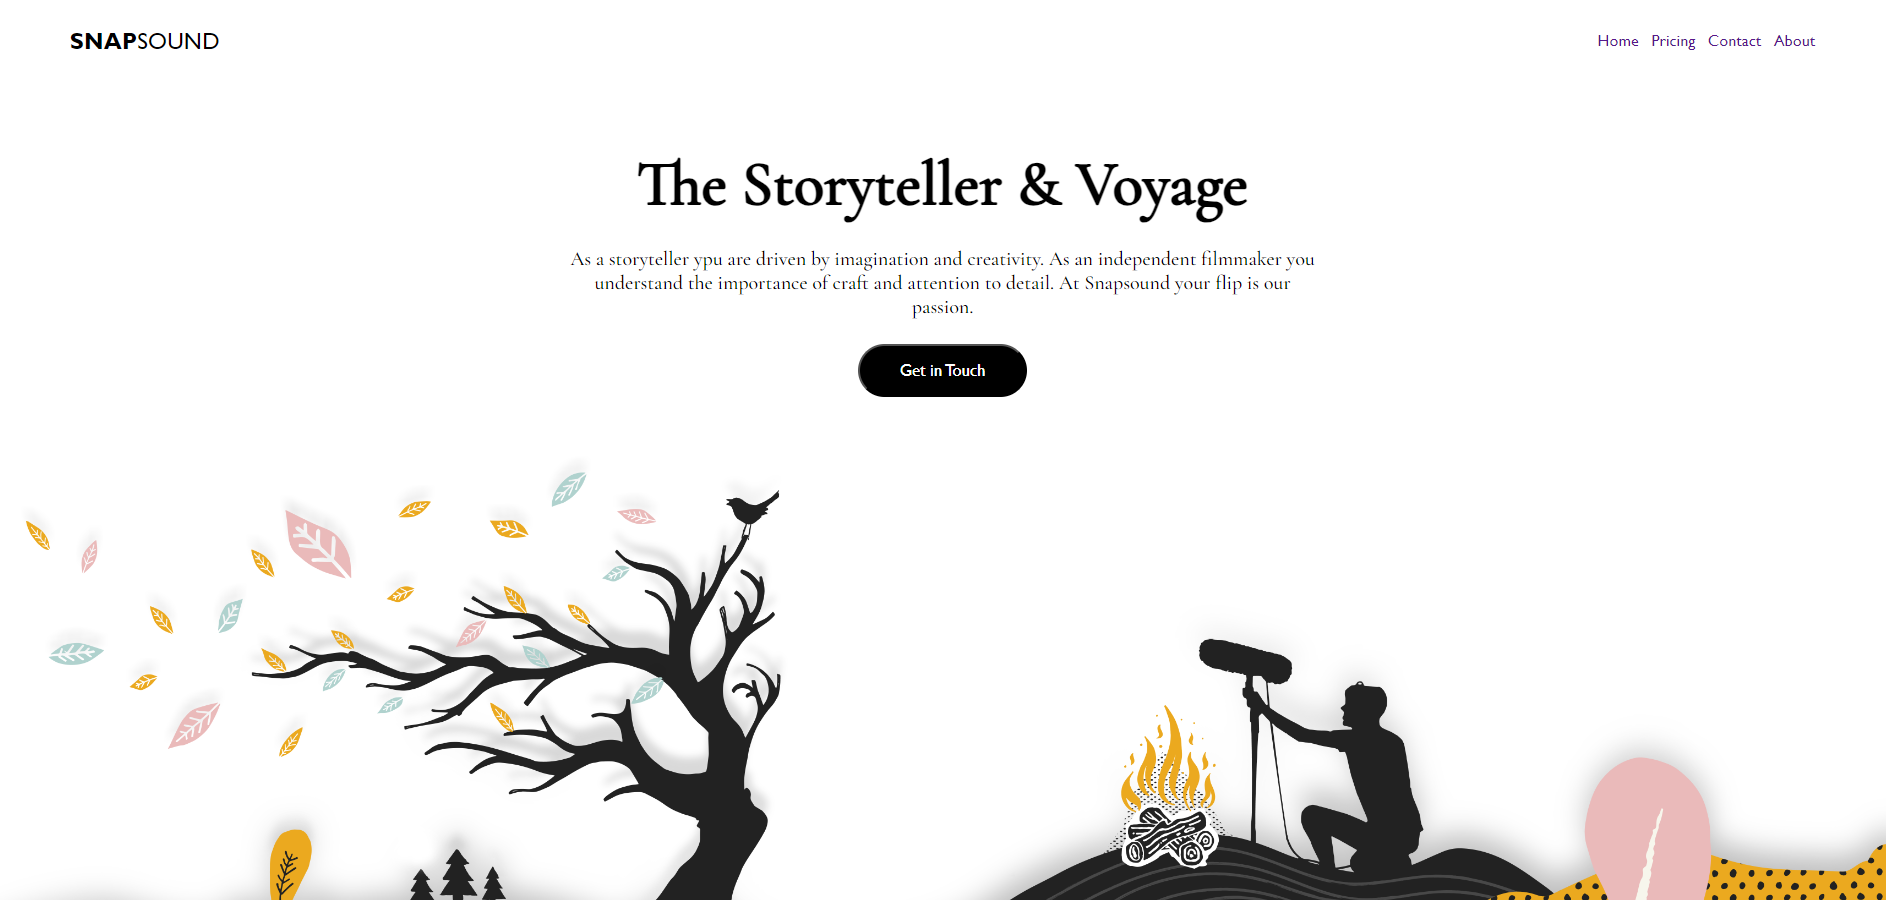 SNAPSOUND
Home Pricing Contact About
The Storyteller & Voyage
As a storyteller ypu are driven by imagination and creativity. As an independent filmmaker you
understand the importance of craft and attention to detail. At Snapsound your flip is our
passion.
Get in Touch